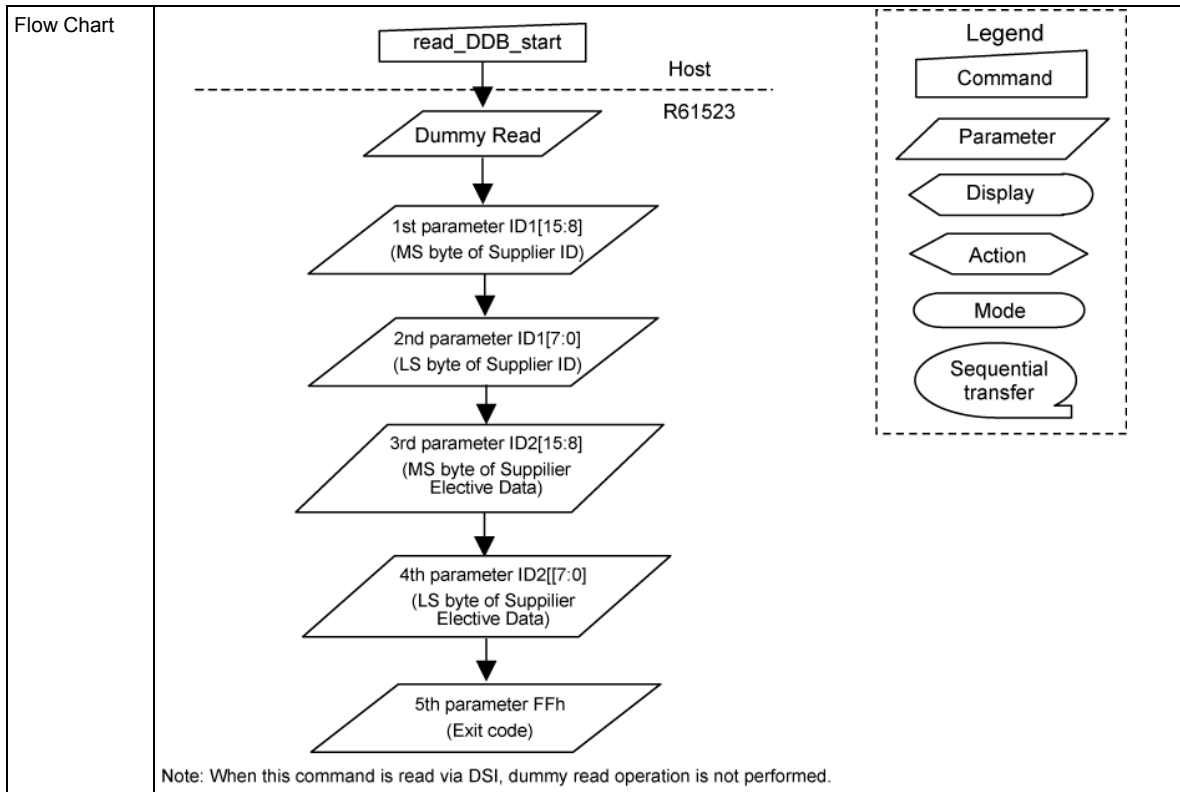 Flow Chart
read_DDB_start
Host
R61523
Dummy Read
1st parameter ID1[15:8]
(MS byte of Supplier ID)
2nd parameter ID1[7:0]
(LS byte of Supplier ID)
3rd parameter ID2[15:8]
(MS byte of Suppilier
Elective Data)
4th parameter ID2[[7:0]
(LS byte of Suppilier
Elective Data)
5th parameter FFh
(Exit code)
Note: When this command is read via DSI, dummy read operation is not performed.
Legend
Command
Parameter
Display
Action
Mode
Sequential
transfer